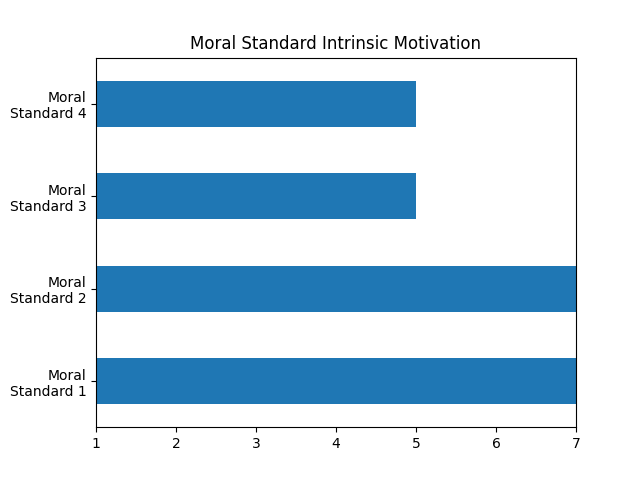 Moral Standard Intrinsic Motivation
Moral
Standard 4
Moral
Standard 3
Moral
Standard 2
Moral
Standard 1
1 2 3 4 5 6 7